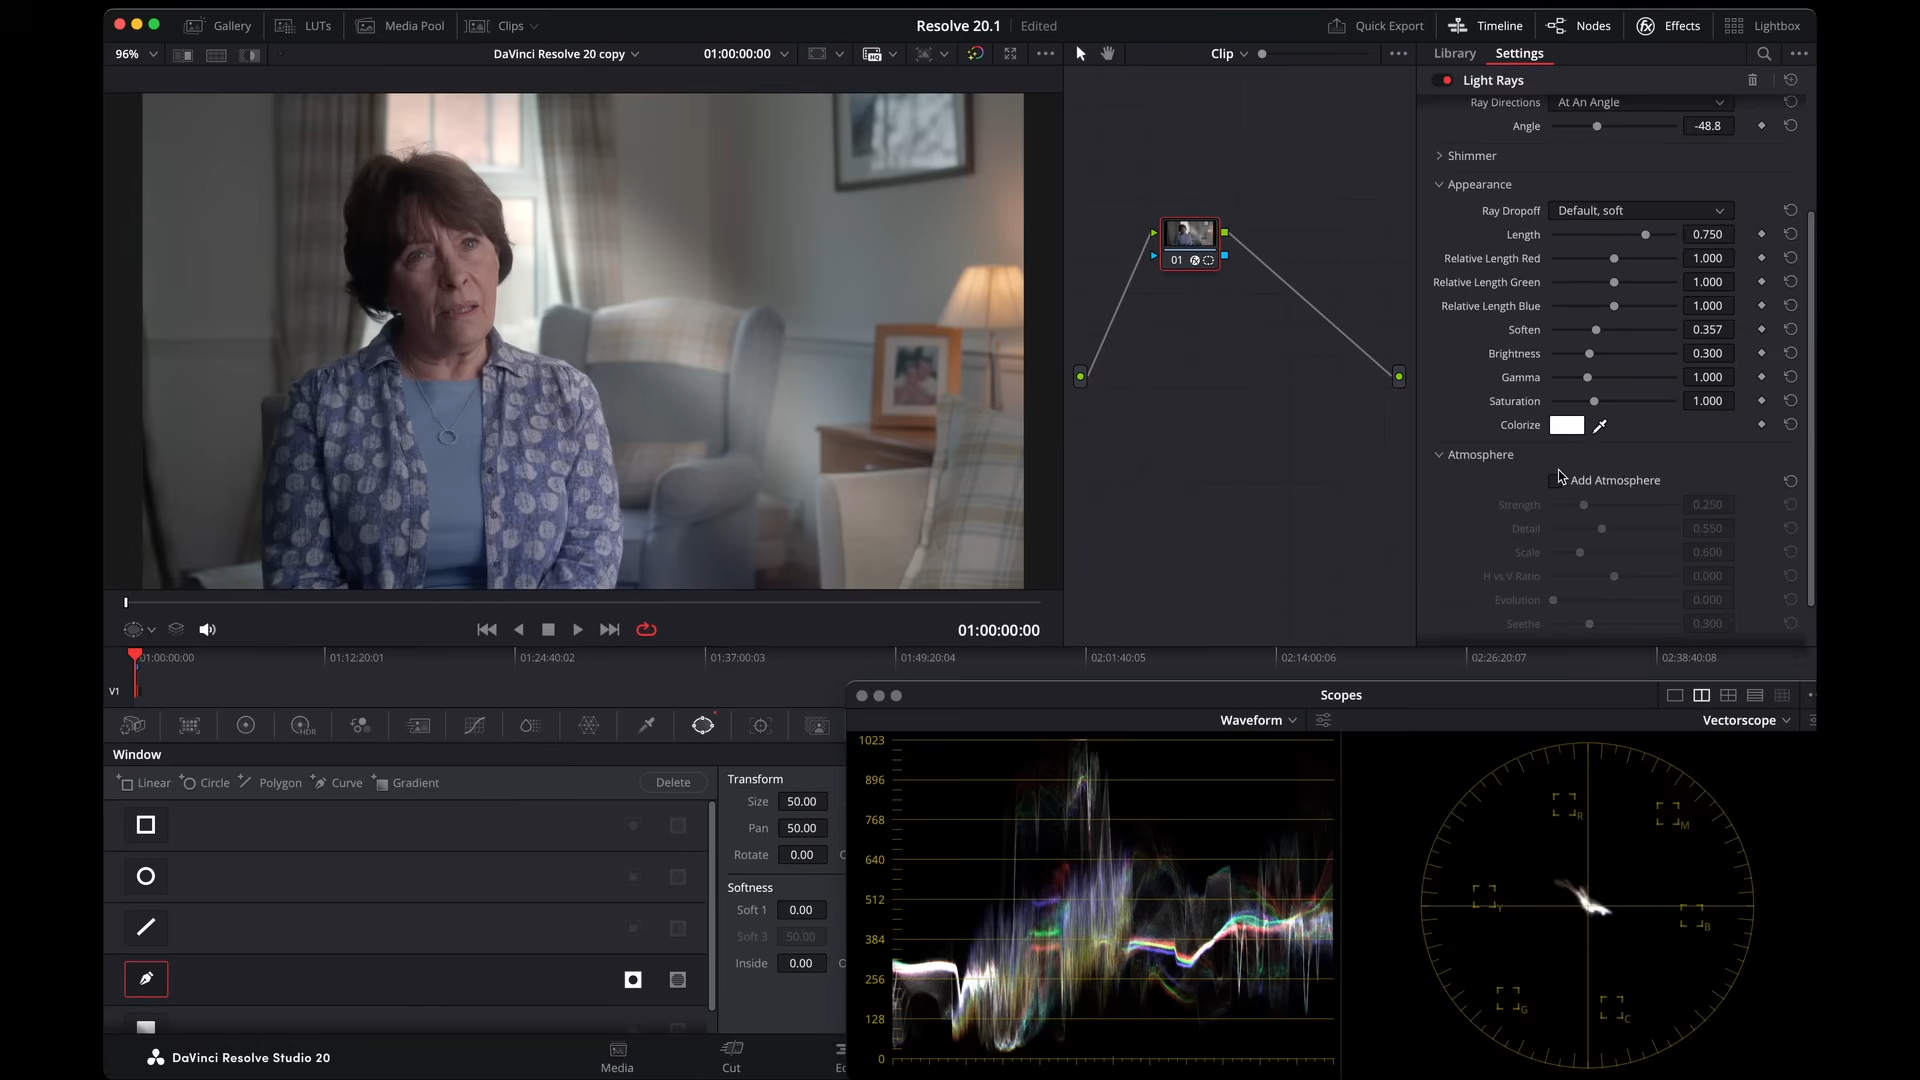 Gallery LUTs Media Pool Clips Resolve 20.1 Edited Quick Export Timeline Nodes Effects Lightbox
96% DaVinci Resolve 20 copy 01:00:00:00 Clip Library Settings
Light Rays
Ray Directions At An Angle
Angle -48.8
Shimmer
Appearance
Ray Dropoff Default, soft
Length 0.750
Relative Length Red 1.000
Relative Length Green 1.000
Relative Length Blue 1.000
Soften 0.357
Brightness 0.300
Gamma 1.000
Saturation 1.000
Colorize
Atmosphere
Add Atmosphere
Strength 0.250
Detail 0.550
Scale 0.600
H vs V Ratio 0.000
Evolution 0.000
Seethe 0.300
01
HQ
01:00:00:00
01:00:00:00 01:12:20:01 01:24:40:02 01:37:00:03 01:49:20:04 02:01:40:05 02:14:00:06 02:26:20:07 02:38:40:08
V1
HDR
Window
Linear Circle Polygon Curve Gradient Delete
Transform
Size 50.00
Pan 50.00
Rotate 0.00 O
Softness
Soft 1 0.00
Soft 3 50.00
Inside 0.00 O
Scopes
Waveform Vectorscope
1023
896
768
640
512
384
256
128
0
R
M
Y
B
G
C
DaVinci Resolve Studio 20
Media Cut Ed